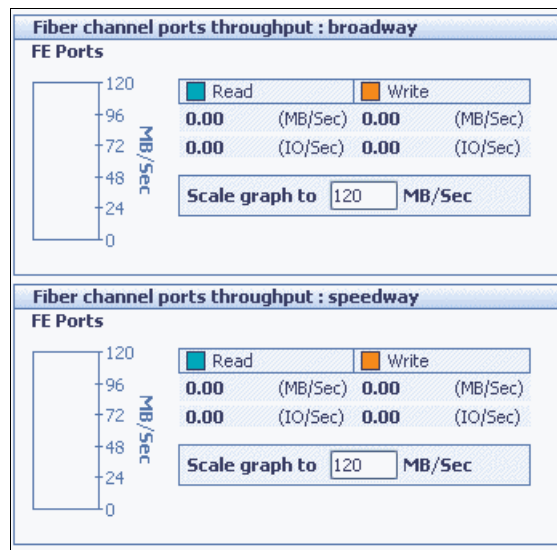 Fiber channel ports throughput : broadway
FE Ports
120
96
72
48
24
0
MB/Sec
Read Write
0.00 (MB/Sec) 0.00 (MB/Sec)
0.00 (IO/Sec) 0.00 (IO/Sec)
Scale graph to 120 MB/Sec
Fiber channel ports throughput : speedway
FE Ports
120
96
72
48
24
0
MB/Sec
Read Write
0.00 (MB/Sec) 0.00 (MB/Sec)
0.00 (IO/Sec) 0.00 (IO/Sec)
Scale graph to 120 MB/Sec